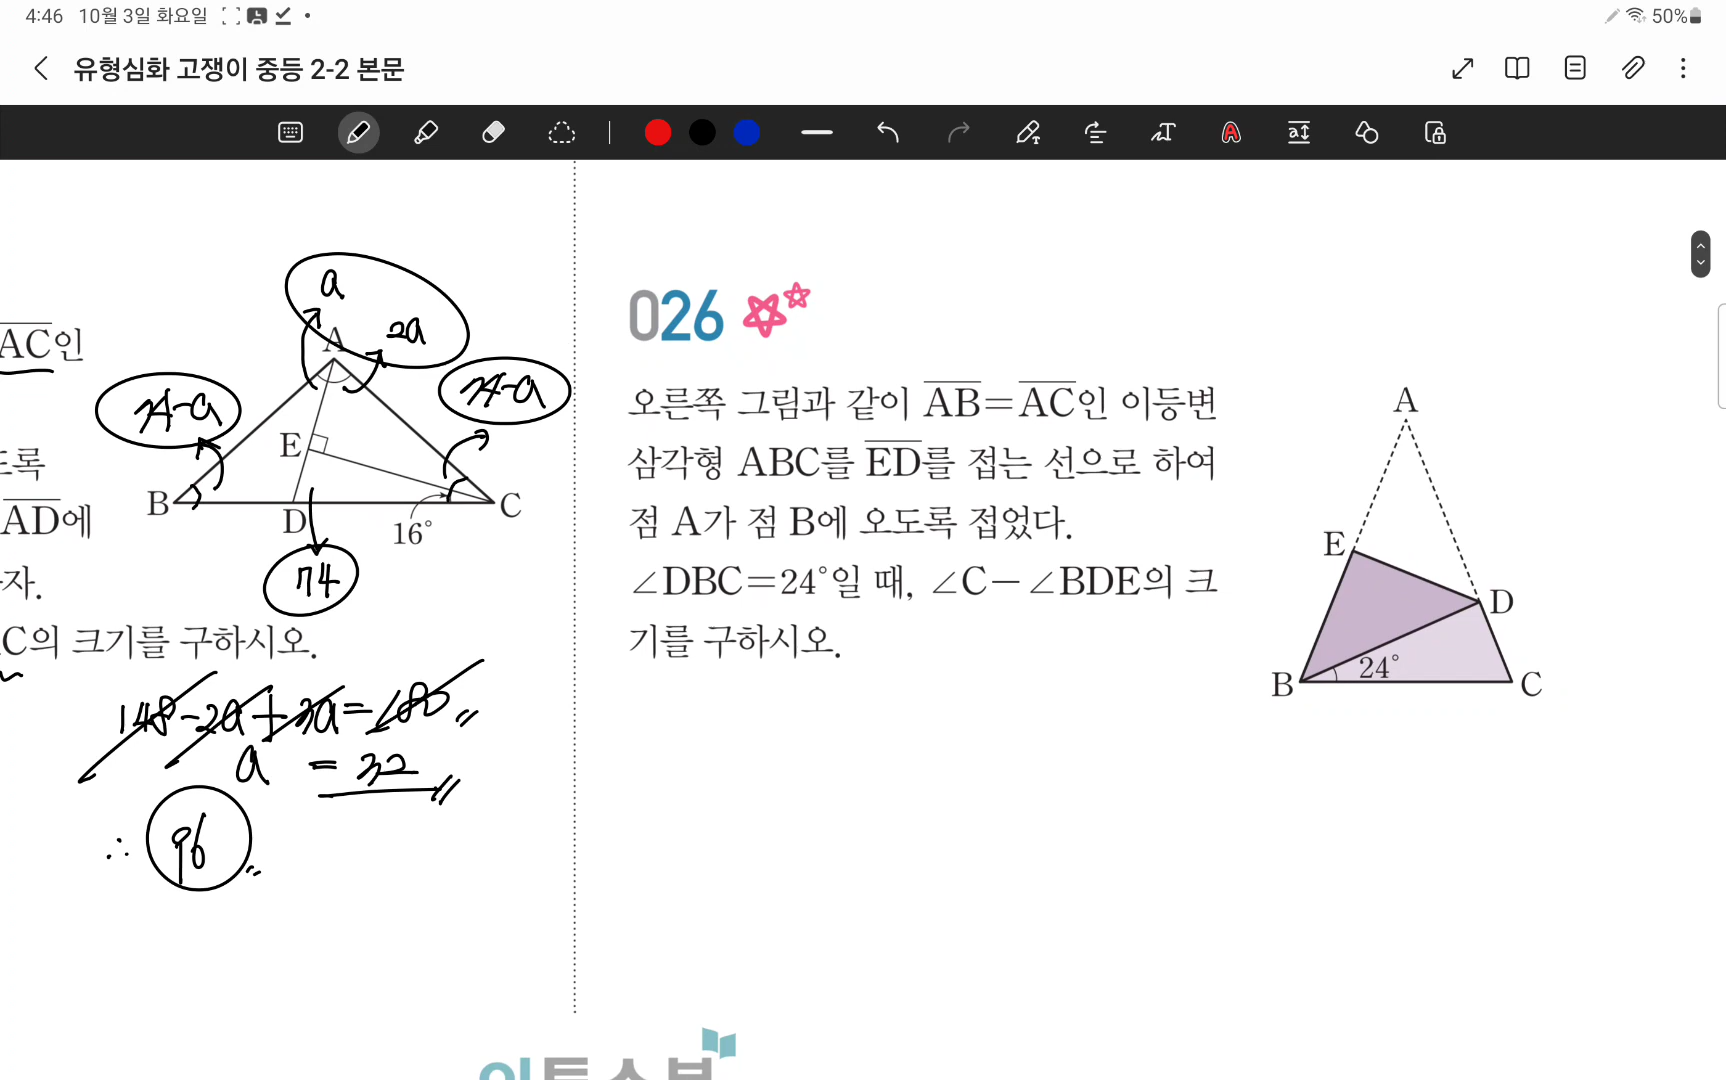 4:46 10월 3일 화요일
50%
유형심화 고쟁이 중등 2-2 본문
AC인
도록
AD에
자.
C의 크기를 구하시오.
a
2a
A
74-a
74-a
E
B
D
C
16°
74
148-2a+3a=180
a = 32
∴ 96
026
오른쪽 그림과 같이 AB=AC인 이등변
삼각형 ABC를 ED를 접는 선으로 하여
점 A가 점 B에 오도록 접었다.
∠DBC=24°일 때, ∠C-∠BDE의 크
기를 구하시오.
A
E
D
24°
B
C